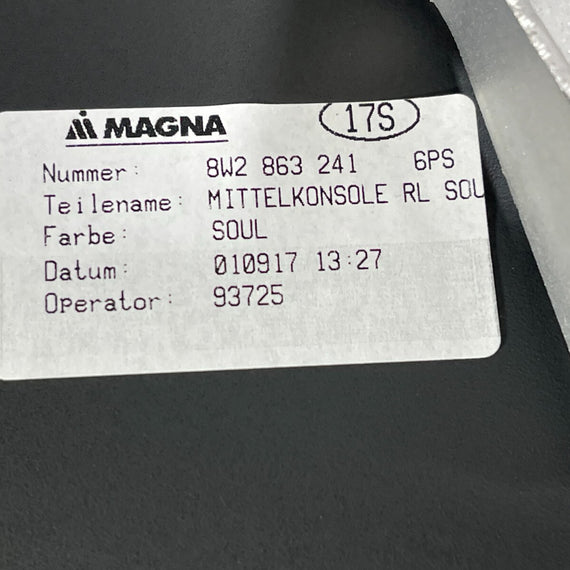 MAGNA 17S
Nummer: 8W2 863 241 6PS
Teilename: MITTELKONSOLE RL SOU
Farbe: SOUL
Datum: 010917 13:27
Operator: 93725